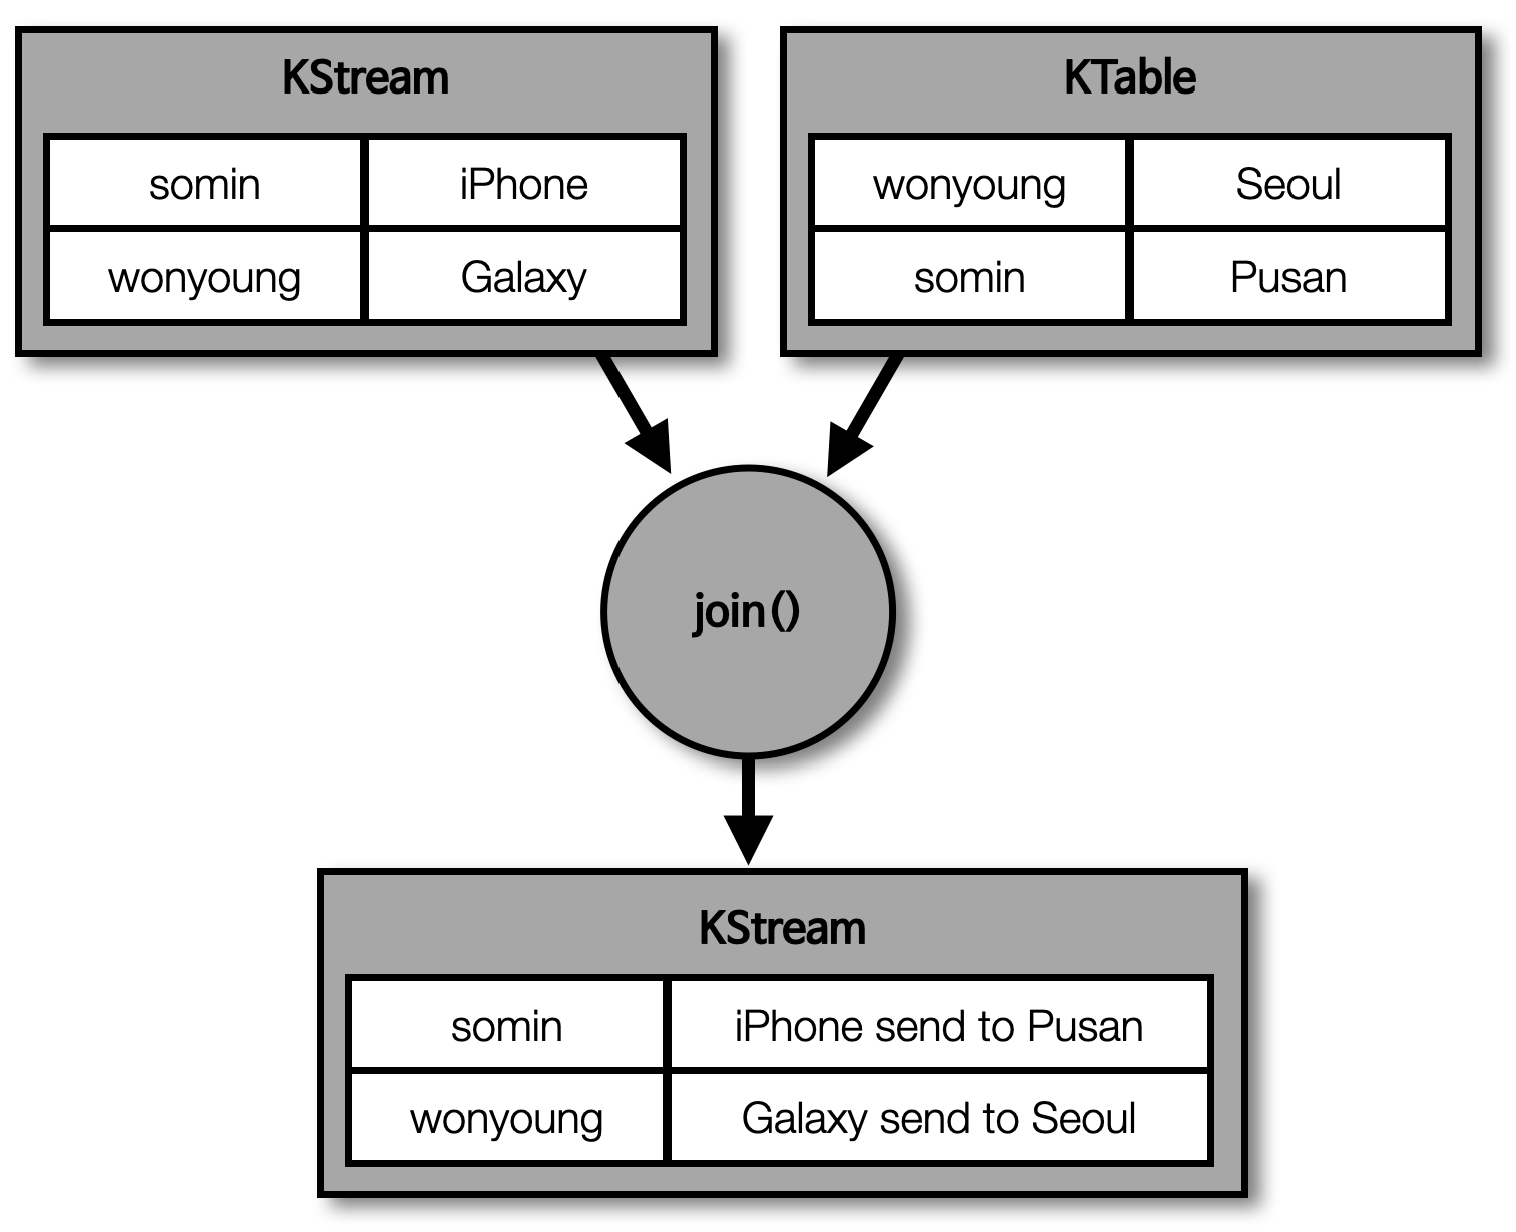 KStream
somin iPhone
wonyoung Galaxy
KTable
wonyoung Seoul
somin Pusan
join()
KStream
somin iPhone send to Pusan
wonyoung Galaxy send to Seoul